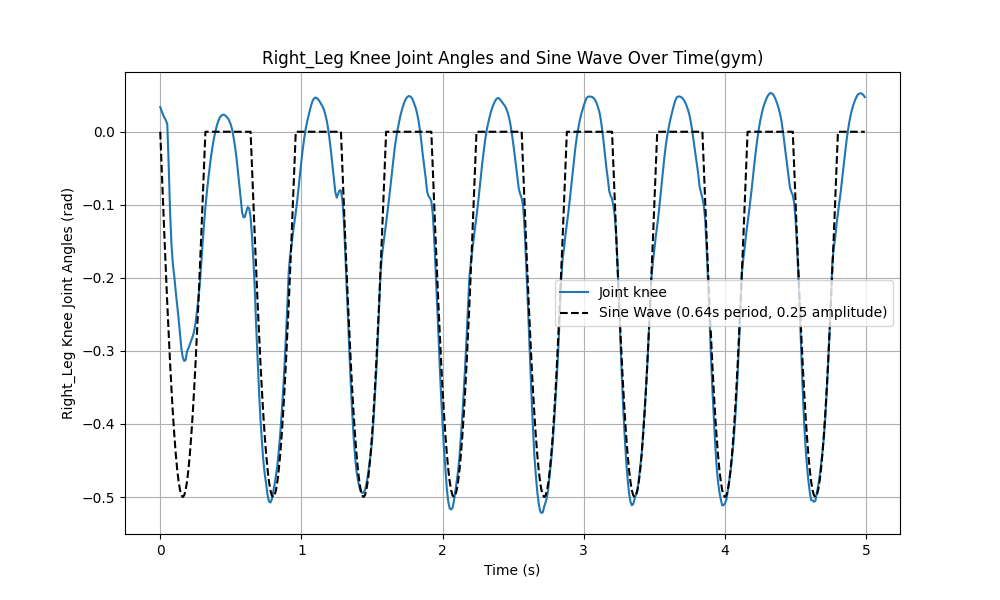 Right_Leg Knee Joint Angles and Sine Wave Over Time(gym)
Right_Leg Knee Joint Angles (rad)
0.0
−0.1
−0.2
−0.3
−0.4
−0.5
Joint knee
Sine Wave (0.64s period, 0.25 amplitude)
0 1 2 3 4 5
Time (s)